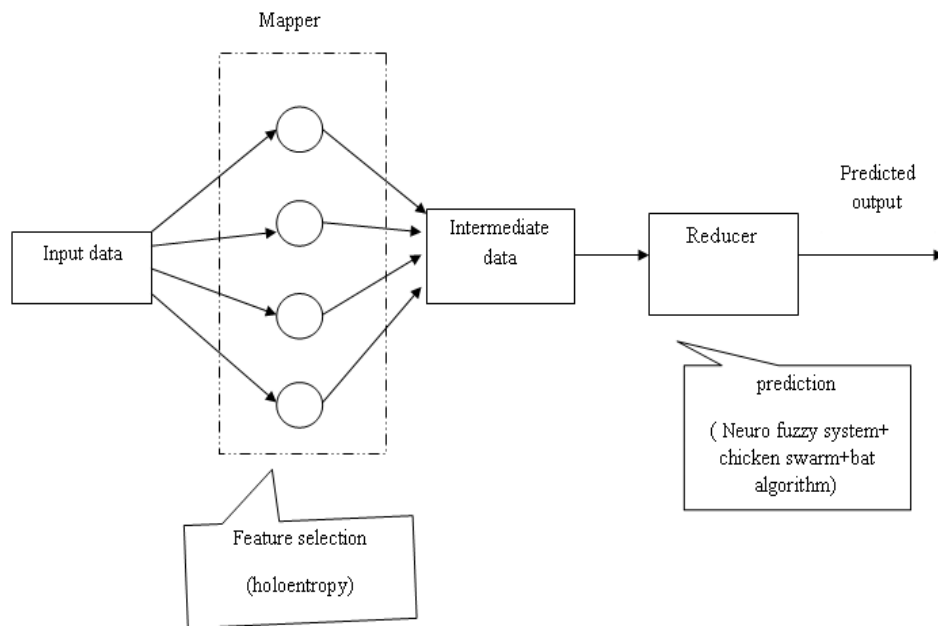 Mapper
Input data
Intermediate
data
Reducer
Predicted
output
Feature selection
(holoentropy)
prediction
( Neuro fuzzy system+
chicken swarm+bat
algorithm)